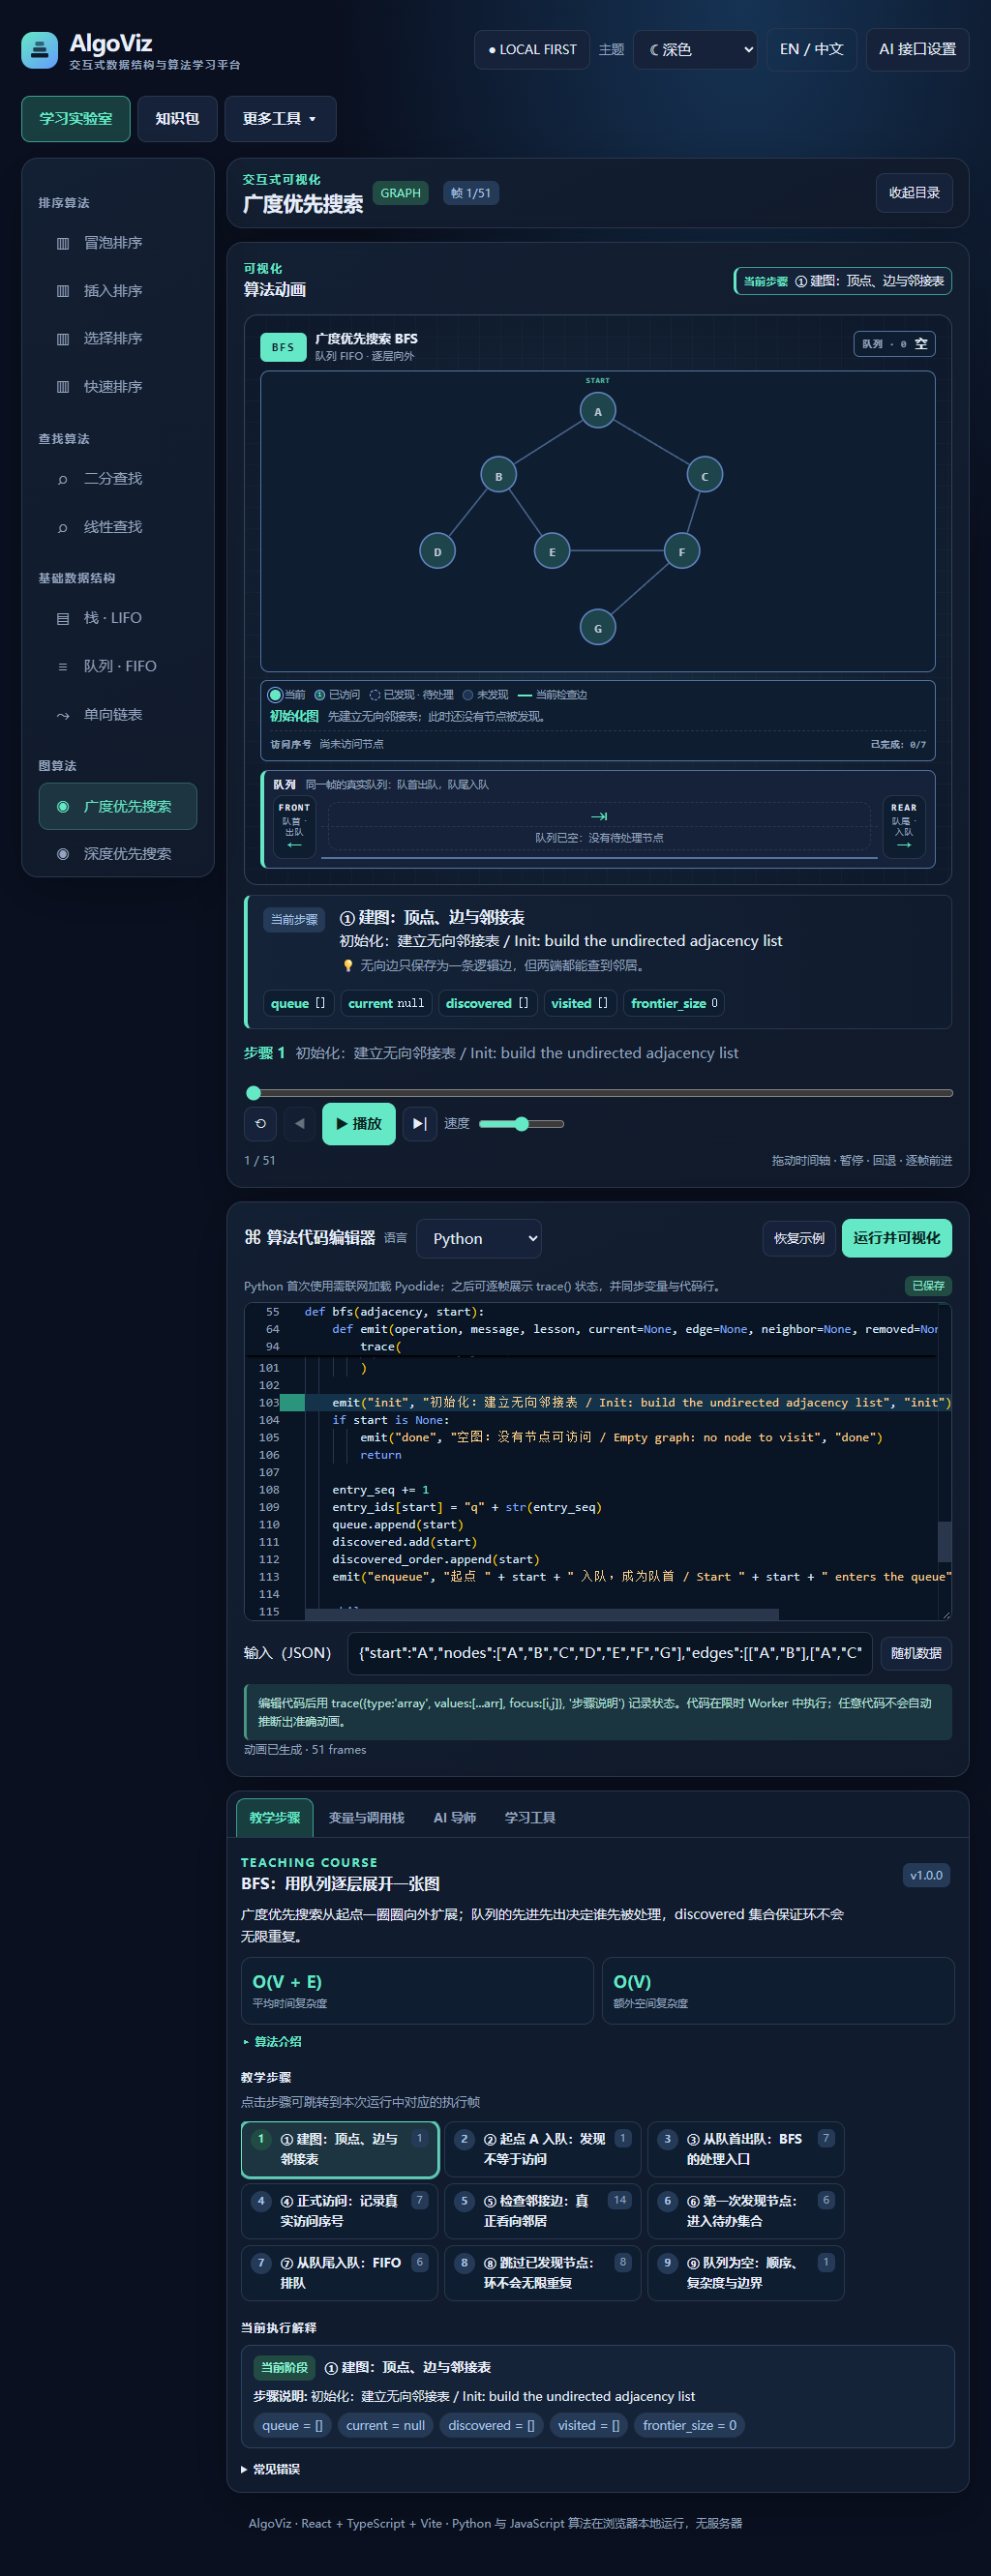 AlgoViz
交互式数据结构与算法学习平台
● LOCAL FIRST
主题
☾ 深色
EN / 中文
AI 接口设置
学习实验室
知识包
更多工具 ▾
排序算法
冒泡排序
插入排序
选择排序
快速排序
查找算法
二分查找
线性查找
基础数据结构
栈 · LIFO
队列 · FIFO
单向链表
图算法
广度优先搜索
深度优先搜索
交互式可视化
广度优先搜索
GRAPH
帧 1/51
收起目录
可视化
算法动画
当前步骤 ① 建图：顶点、边与邻接表
BFS
广度优先搜索 BFS
队列 FIFO · 逐层向外
队列 · 0 空
START
A
B
C
D
E
F
G
当前
1 已访问
已发现 · 待处理
未发现
当前检查边
初始化图 先建立无向邻接表；此时还没有节点被发现。
访问序号 尚未访问节点
已完成：0/7
队列 同一帧的真实队列：队首出队，队尾入队
FRONT
队首 ·
出队
←
⇥
队列已空：没有待处理节点
REAR
队尾 ·
入队
→
当前步骤
① 建图：顶点、边与邻接表
初始化：建立无向邻接表 / Init: build the undirected adjacency list
💡 无向边只保存为一条逻辑边，但两端都能查到邻居。
queue []
current null
discovered []
visited []
frontier_size 0
步骤 1 初始化：建立无向邻接表 / Init: build the undirected adjacency list
▶ 播放
速度
1 / 51
拖动时间轴 · 暂停 · 回退 · 逐帧前进
⌘ 算法代码编辑器
语言
Python
恢复示例
运行并可视化
Python 首次使用需联网加载 Pyodide；之后可逐帧展示 trace() 状态，并同步变量与代码行。
已保存
55 def bfs(adjacency, start):
64 def emit(operation, message, lesson, current=None, edge=None, neighbor=None, removed=Non
94 trace(
101 )
102
103 emit("init", "初始化：建立无向邻接表 / Init: build the undirected adjacency list", "init")
104 if start is None:
105 emit("done", "空图：没有节点可访问 / Empty graph: no node to visit", "done")
106 return
107
108 entry_seq += 1
109 entry_ids[start] = "q" + str(entry_seq)
110 queue.append(start)
111 discovered.add(start)
112 discovered_order.append(start)
113 emit("enqueue", "起点 " + start + " 入队，成为队首 / Start " + start + " enters the queue"
114
115
输入（JSON）
{"start":"A","nodes":["A","B","C","D","E","F","G"],"edges":[["A","B"],["A","C"
随机数据
编辑代码后用 trace({type:'array', values:[...arr], focus:[i,j]}, '步骤说明') 记录状态。代码在限时 Worker 中执行；任意代码不会自动
推断出准确动画。
动画已生成 · 51 frames
教学步骤
变量与调用栈
AI 导师
学习工具
TEACHING COURSE
BFS：用队列逐层展开一张图
v1.0.0
广度优先搜索从起点一圈圈向外扩展；队列的先进先出决定谁先被处理，discovered 集合保证环不会
无限重复。
O(V + E)
平均时间复杂度
O(V)
额外空间复杂度
▸ 算法介绍
教学步骤
点击步骤可跳转到本次运行中对应的执行帧
1 ① 建图：顶点、边与 1
邻接表
2 ② 起点 A 入队：发现 1
不等于访问
3 ③ 从队首出队：BFS 7
的处理入口
4 ④ 正式访问：记录真 7
实访问序号
5 ⑤ 检查邻接边：真 14
正看向邻居
6 ⑥ 第一次发现节点： 6
进入待办集合
7 ⑦ 从队尾入队：FIFO 6
排队
8 ⑧ 跳过已发现节点： 8
环不会无限重复
9 ⑨ 队列为空：顺序、 1
复杂度与边界
当前执行解释
当前阶段 ① 建图：顶点、边与邻接表
步骤说明: 初始化：建立无向邻接表 / Init: build the undirected adjacency list
queue = []
current = null
discovered = []
visited = []
frontier_size = 0
▶ 常见错误
AlgoViz · React + TypeScript + Vite · Python 与 JavaScript 算法在浏览器本地运行，无服务器